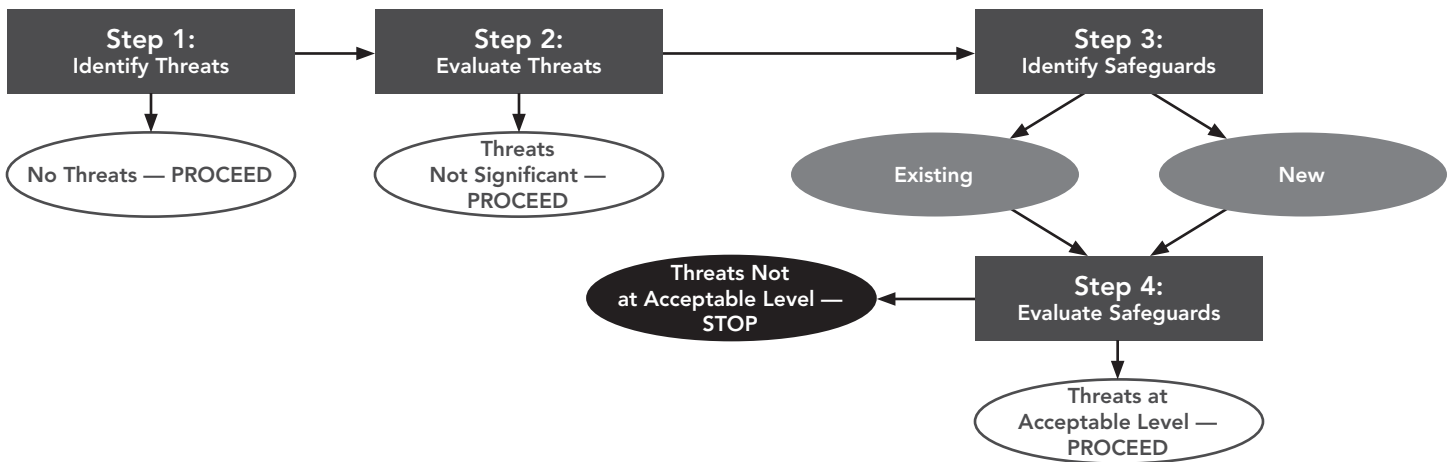 Step 1:
Identify Threats
Step 2:
Evaluate Threats
Step 3:
Identify Safeguards
No Threats — PROCEED
Threats
Not Significant —
PROCEED
Existing
New
Threats Not
at Acceptable Level —
STOP
Step 4:
Evaluate Safeguards
Threats at
Acceptable Level —
PROCEED